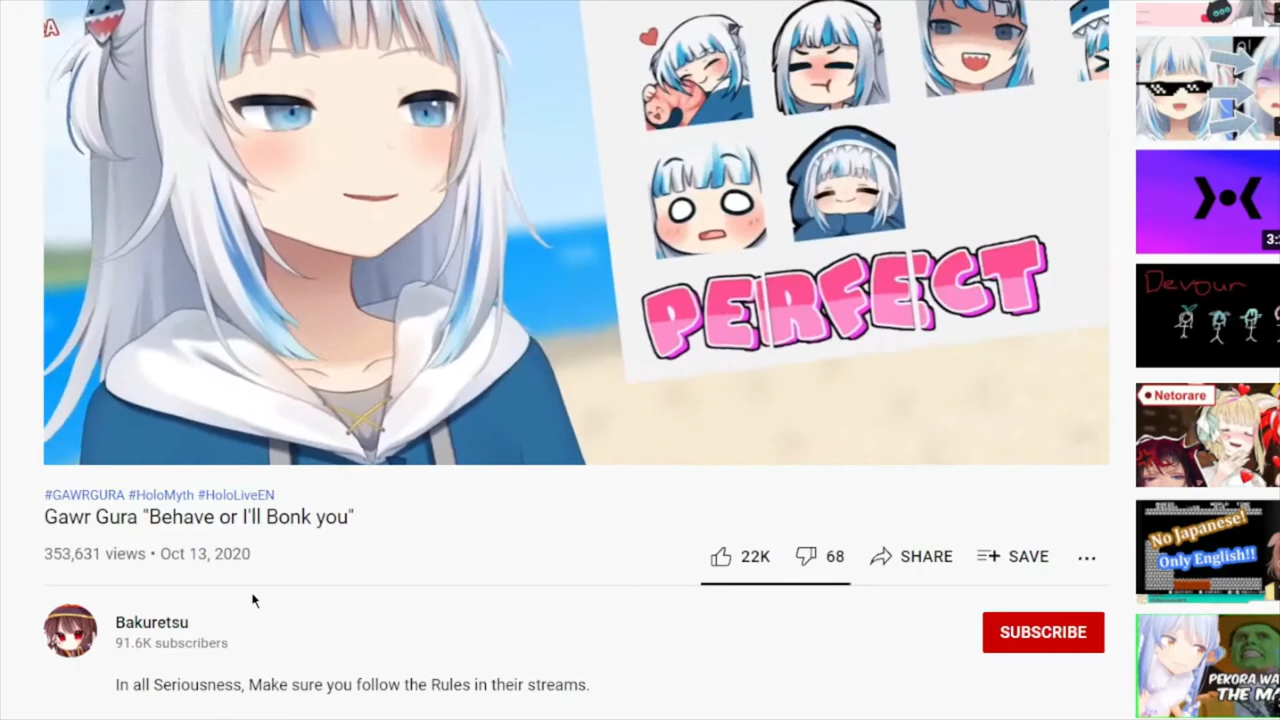 PERFECT
#GAWRGURA #HoloMyth #HoloLiveEN
Gawr Gura "Behave or I'll Bonk you"
353,631 views • Oct 13, 2020
22K
68
SHARE
SAVE
Bakuretsu
91.6K subscribers
SUBSCRIBE
In all Seriousness, Make sure you follow the Rules in their streams.
Devour
Netorare
No Japanese!
Only English!!
PEKORA WA
THE MA